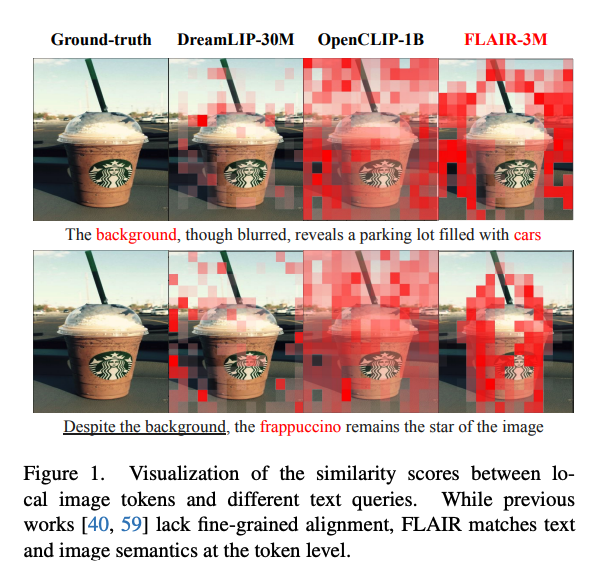 Ground-truth DreamLIP-30M OpenCLIP-1B FLAIR-3M
The background, though blurred, reveals a parking lot filled with cars
Despite the background, the frappuccino remains the star of the image
Figure 1. Visualization of the similarity scores between lo-
cal image tokens and different text queries. While previous
works [40, 59] lack fine-grained alignment, FLAIR matches text
and image semantics at the token level.